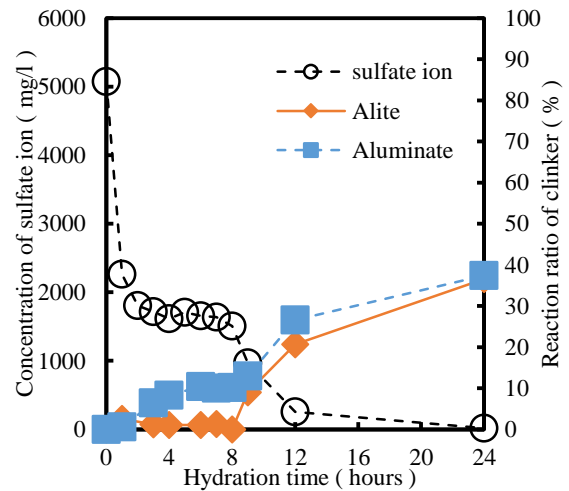 Concentration of sulfate ion ( mg/l )
6000
5000
4000
3000
2000
1000
0
sulfate ion
Alite
Aluminate
100
90
80
70
60
50
40
30
20
10
0
Reaction ratio of clinker ( % )
0 4 8 12 16 20 24
Hydration time ( hours )